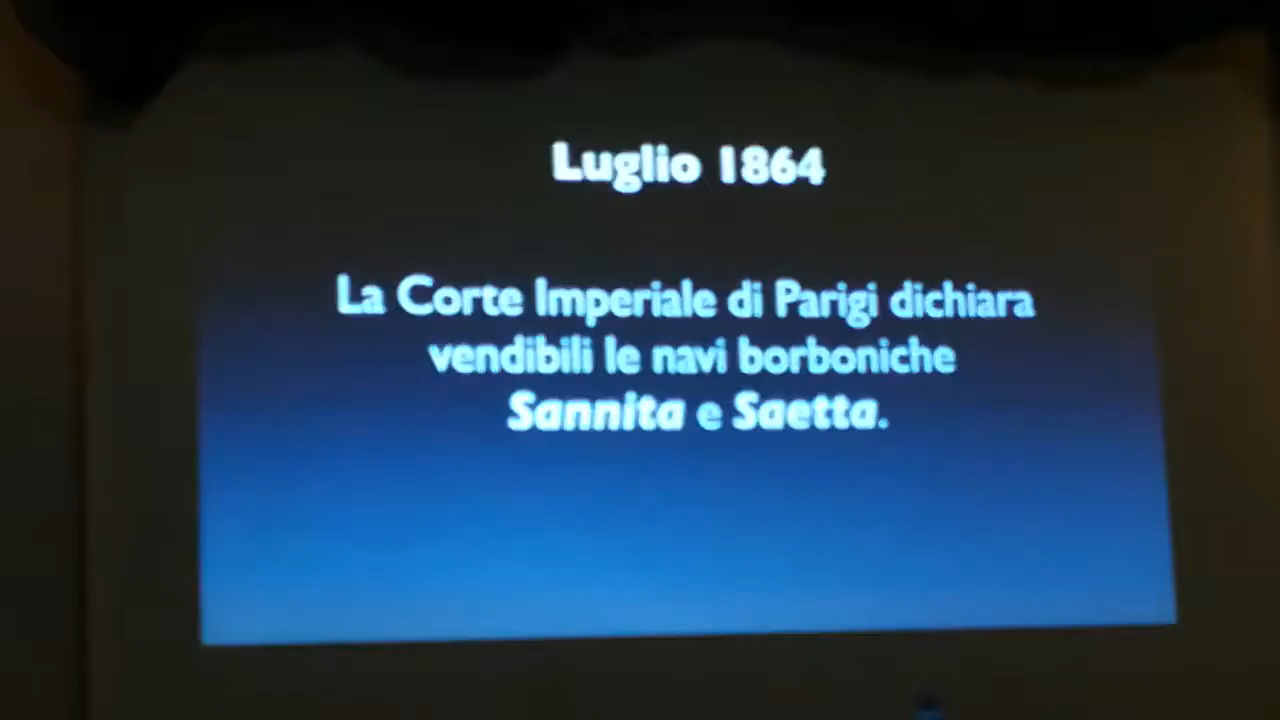 Luglio 1864
La Corte Imperiale di Parigi dichiara
vendibili le navi borboniche
Sannita e Saetta.